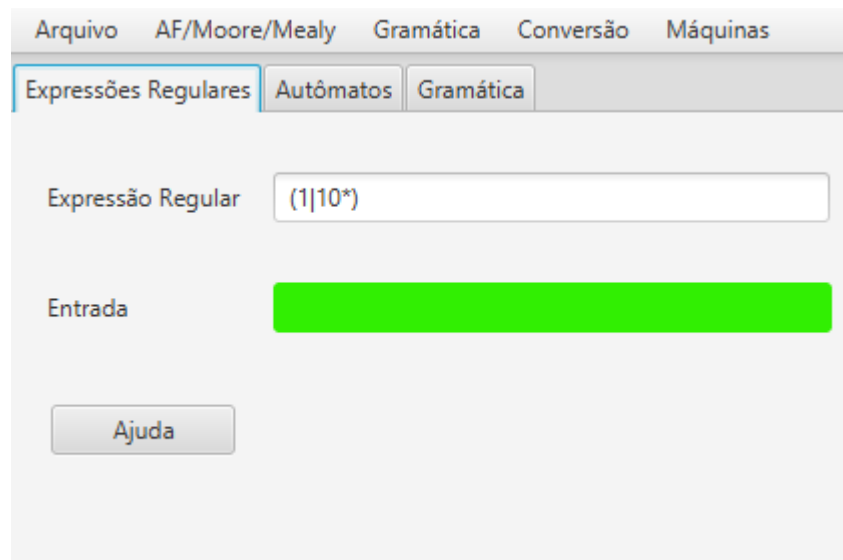 Arquivo AF/Moore/Mealy Gramática Conversão Máquinas
Expressões Regulares Autômatos Gramática
Expressão Regular (1|10*)
Entrada
Ajuda